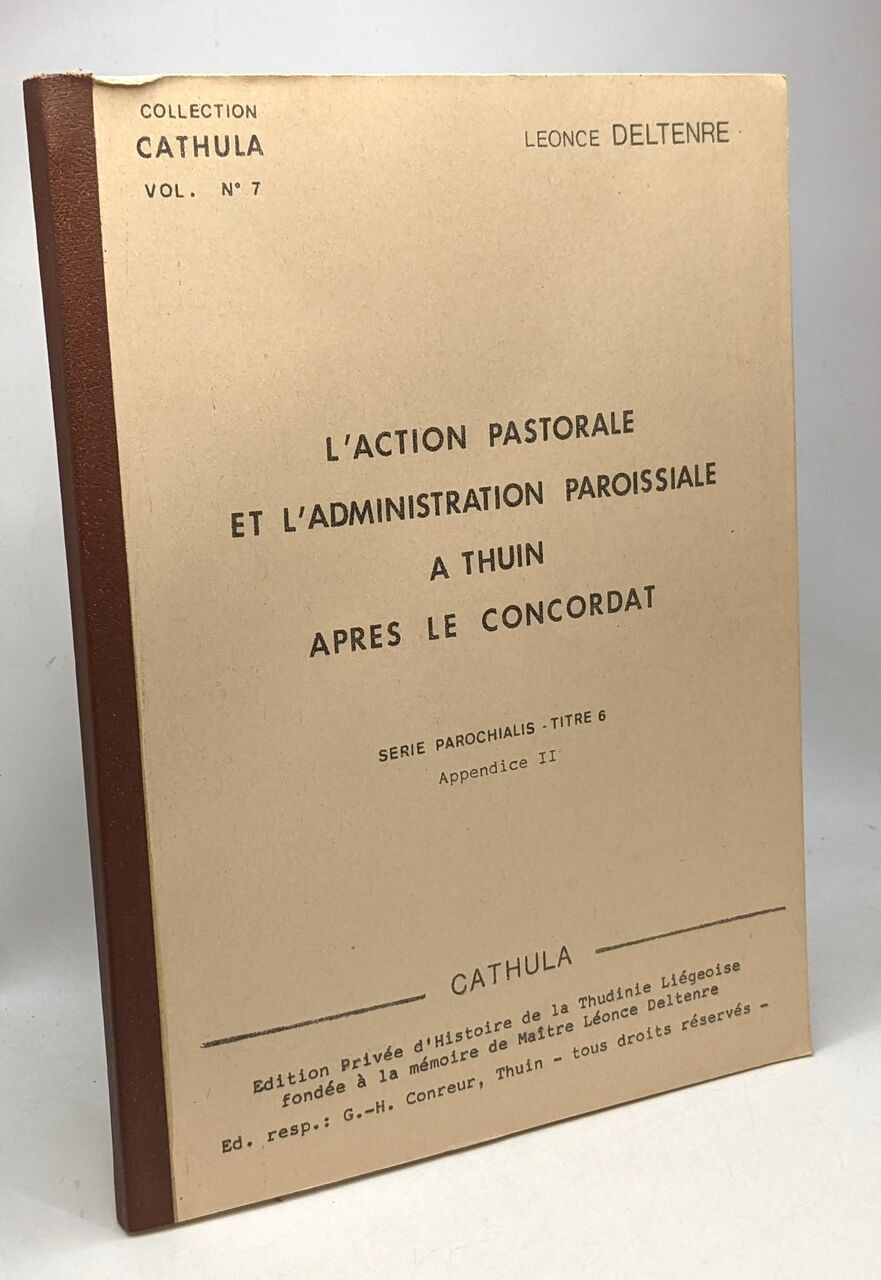 COLLECTION
CATHULA
VOL. N° 7
LEONCE DELTENRE
L'ACTION PASTORALE
ET L'ADMINISTRATION PAROISSIALE
A THUIN
APRES LE CONCORDAT
SERIE PAROCHIALIS - TITRE 6
Appendice II
CATHULA
Edition Privée d'Histoire de la Thudinie Liégeoise
fondée à la mémoire de Maître Léonce Deltenre
Ed. resp.: G.-H. Conreur, Thuin - tous droits réservés -